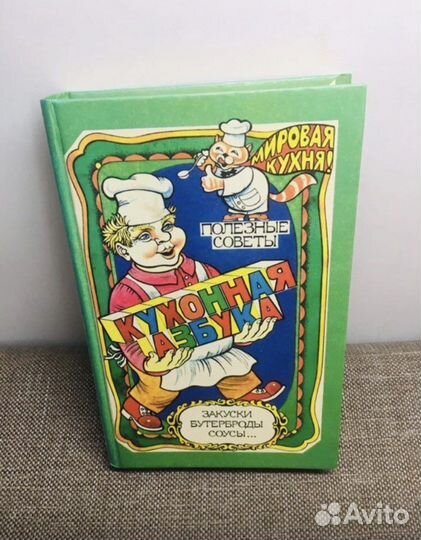 МИРОВАЯ
КУХНЯ!
ПОЛЕЗНЫЕ
СОВЕТЫ
КУХОННАЯ
АЗБУКА
ЗАКУСКИ
БУТЕРБРОДЫ
СОУСЫ...
Avito